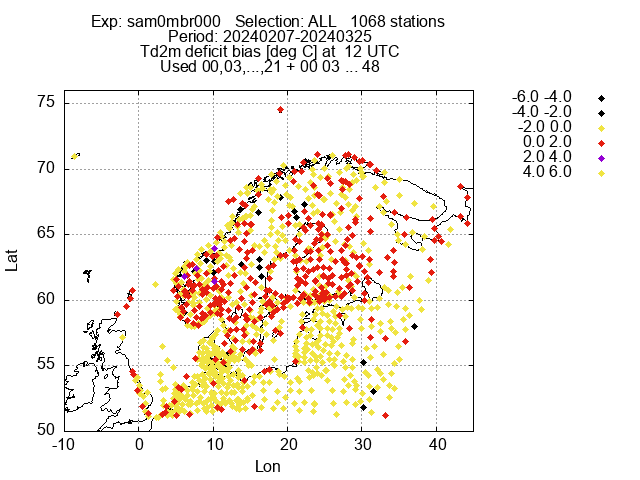 Exp: sam0mbr000   Selection: ALL   1068 stations
Period: 20240207-20240325
Td2m deficit bias [deg C] at  12 UTC
Used 00,03,...,21 + 00 03 ... 48
-6.0 -4.0
-4.0 -2.0
-2.0 0.0
0.0 2.0
2.0 4.0
4.0 6.0
75
70
65
60
55
50
Lat
-10 0 10 20 30 40
Lon